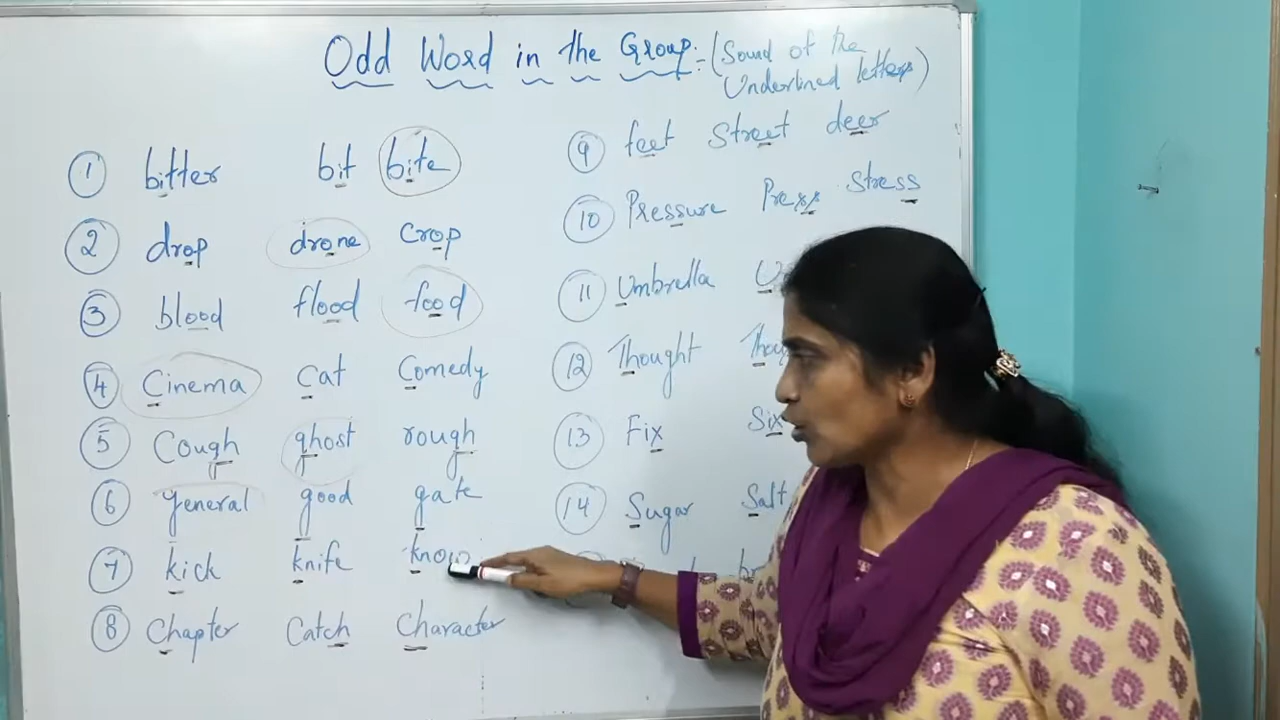 Odd Word in the Group:- (Sound of the Underlined letters)
1 bitter bit bite
2 drop drone crop
3 blood flood food
4 Cinema Cat Comedy
5 Cough ghost rough
6 general good gate
7 kick knife know
8 Chapter Catch Character
9 feet Street deer
10 Pressure Press Stress
11 Umbrella
12 Thought
13 Fix Six
14 Sugar Salt